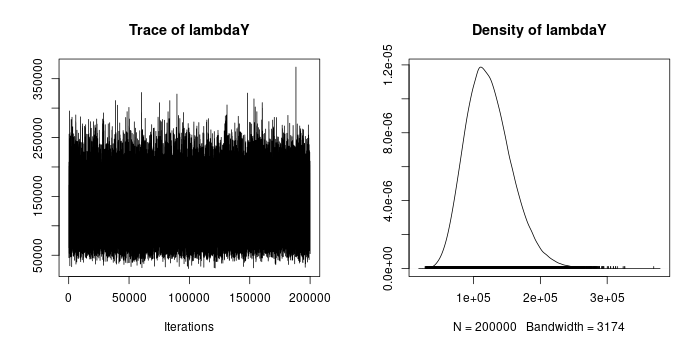 Trace of lambdaY
350000
250000
150000
50000
0 50000 100000 150000 200000
Iterations
Density of lambdaY
1.2e-05
8.0e-06
4.0e-06
0.0e+00
1e+05 2e+05 3e+05
N = 200000 Bandwidth = 3174